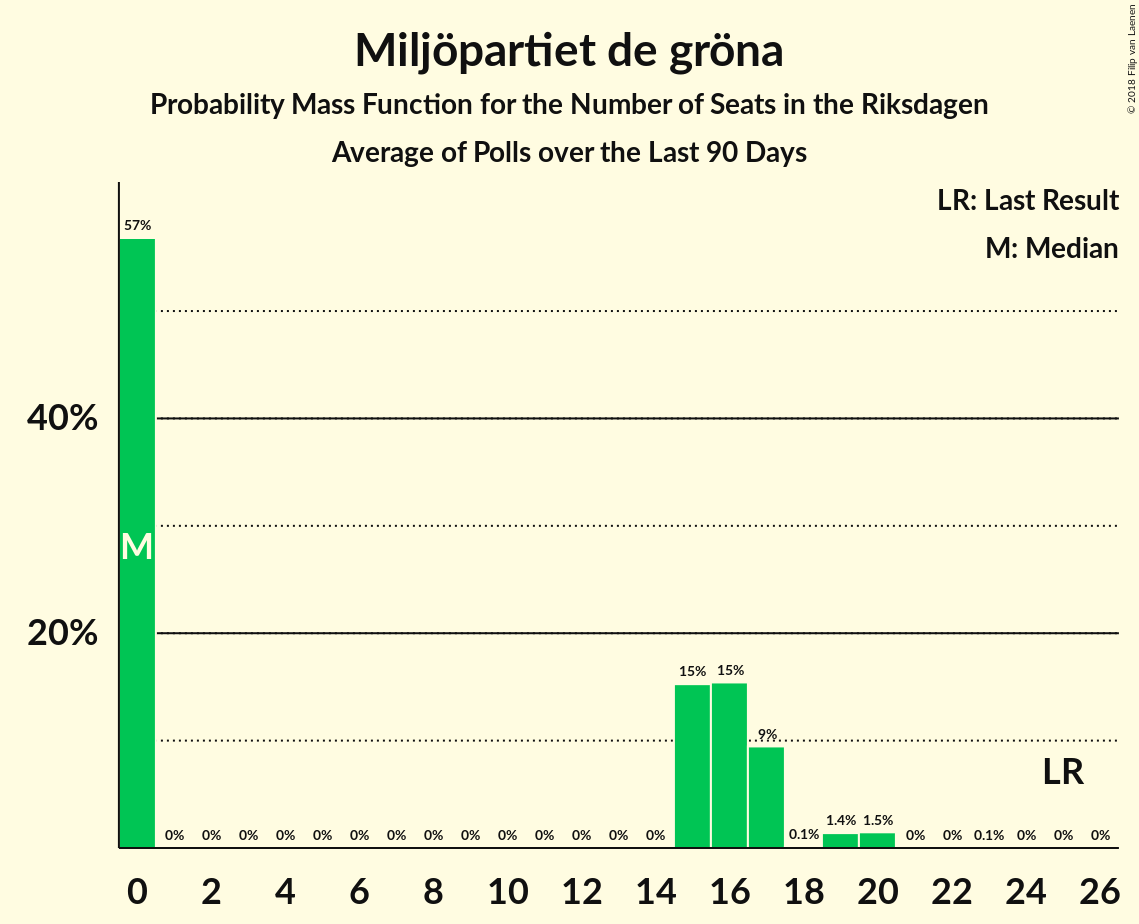 Miljöpartiet de gröna
Probability Mass Function for the Number of Seats in the Riksdagen
Average of Polls over the Last 90 Days
© 2018 Filip van Laenen
LR: Last Result
M: Median
57%
40%
M
20%
15% 15%
9%
LR
0% 0% 0% 0% 0% 0% 0% 0% 0% 0% 0% 0% 0% 0% 0.1% 1.4% 1.5% 0% 0% 0.1% 0% 0% 0%
0 2 4 6 8 10 12 14 16 18 20 22 24 26